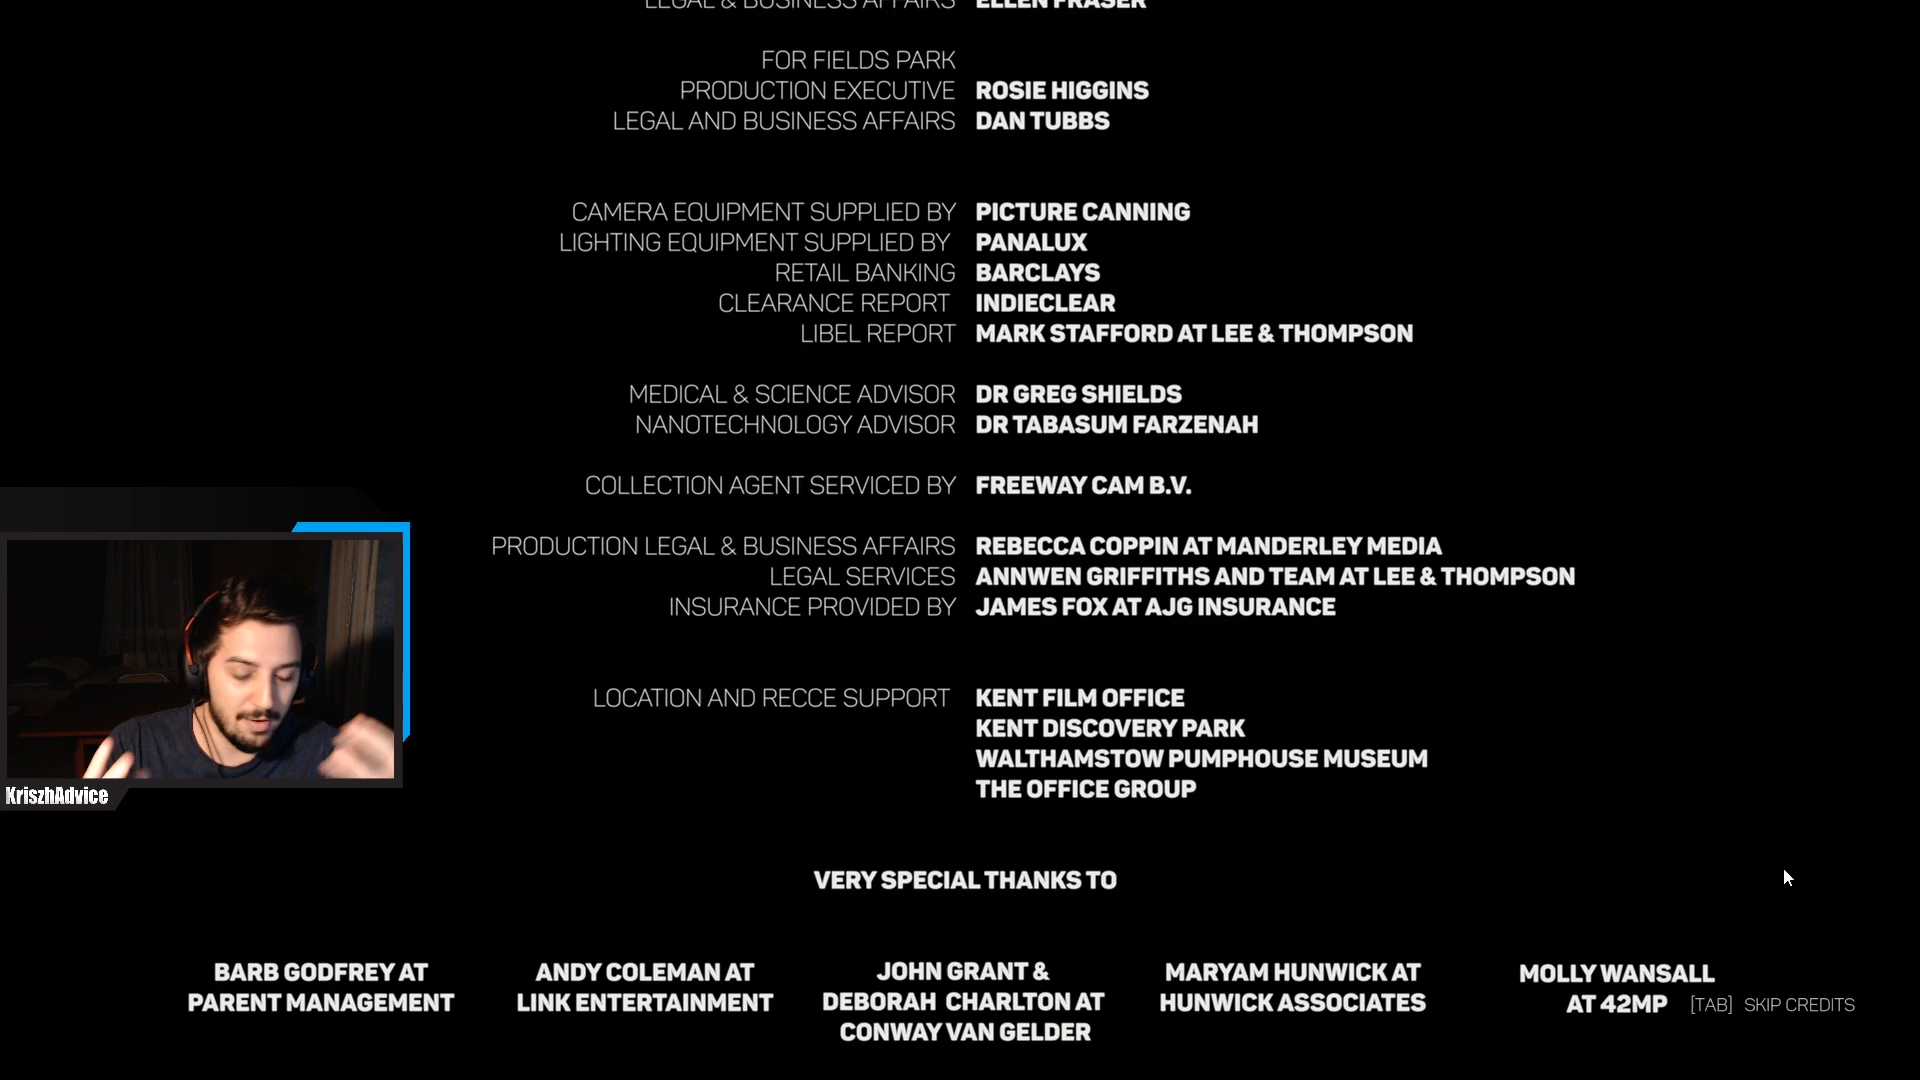 LEGAL & BUSINESS AFFAIRS ELLEN FRASER
FOR FIELDS PARK
PRODUCTION EXECUTIVE ROSIE HIGGINS
LEGAL AND BUSINESS AFFAIRS DAN TUBBS
CAMERA EQUIPMENT SUPPLIED BY PICTURE CANNING
LIGHTING EQUIPMENT SUPPLIED BY PANALUX
RETAIL BANKING BARCLAYS
CLEARANCE REPORT INDIECLEAR
LIBEL REPORT MARK STAFFORD AT LEE & THOMPSON
MEDICAL & SCIENCE ADVISOR DR GREG SHIELDS
NANOTECHNOLOGY ADVISOR DR TABASUM FARZENAH
COLLECTION AGENT SERVICED BY FREEWAY CAM B.V.
PRODUCTION LEGAL & BUSINESS AFFAIRS REBECCA COPPIN AT MANDERLEY MEDIA
LEGAL SERVICES ANNWEN GRIFFITHS AND TEAM AT LEE & THOMPSON
INSURANCE PROVIDED BY JAMES FOX AT AJG INSURANCE
LOCATION AND RECCE SUPPORT KENT FILM OFFICE
KENT DISCOVERY PARK
WALTHAMSTOW PUMPHOUSE MUSEUM
THE OFFICE GROUP
KriszhAdvice
VERY SPECIAL THANKS TO
BARB GODFREY AT
PARENT MANAGEMENT
ANDY COLEMAN AT
LINK ENTERTAINMENT
JOHN GRANT &
DEBORAH CHARLTON AT
CONWAY VAN GELDER
MARYAM HUNWICK AT
HUNWICK ASSOCIATES
MOLLY WANSALL
AT 42MP
[TAB] SKIP CREDITS